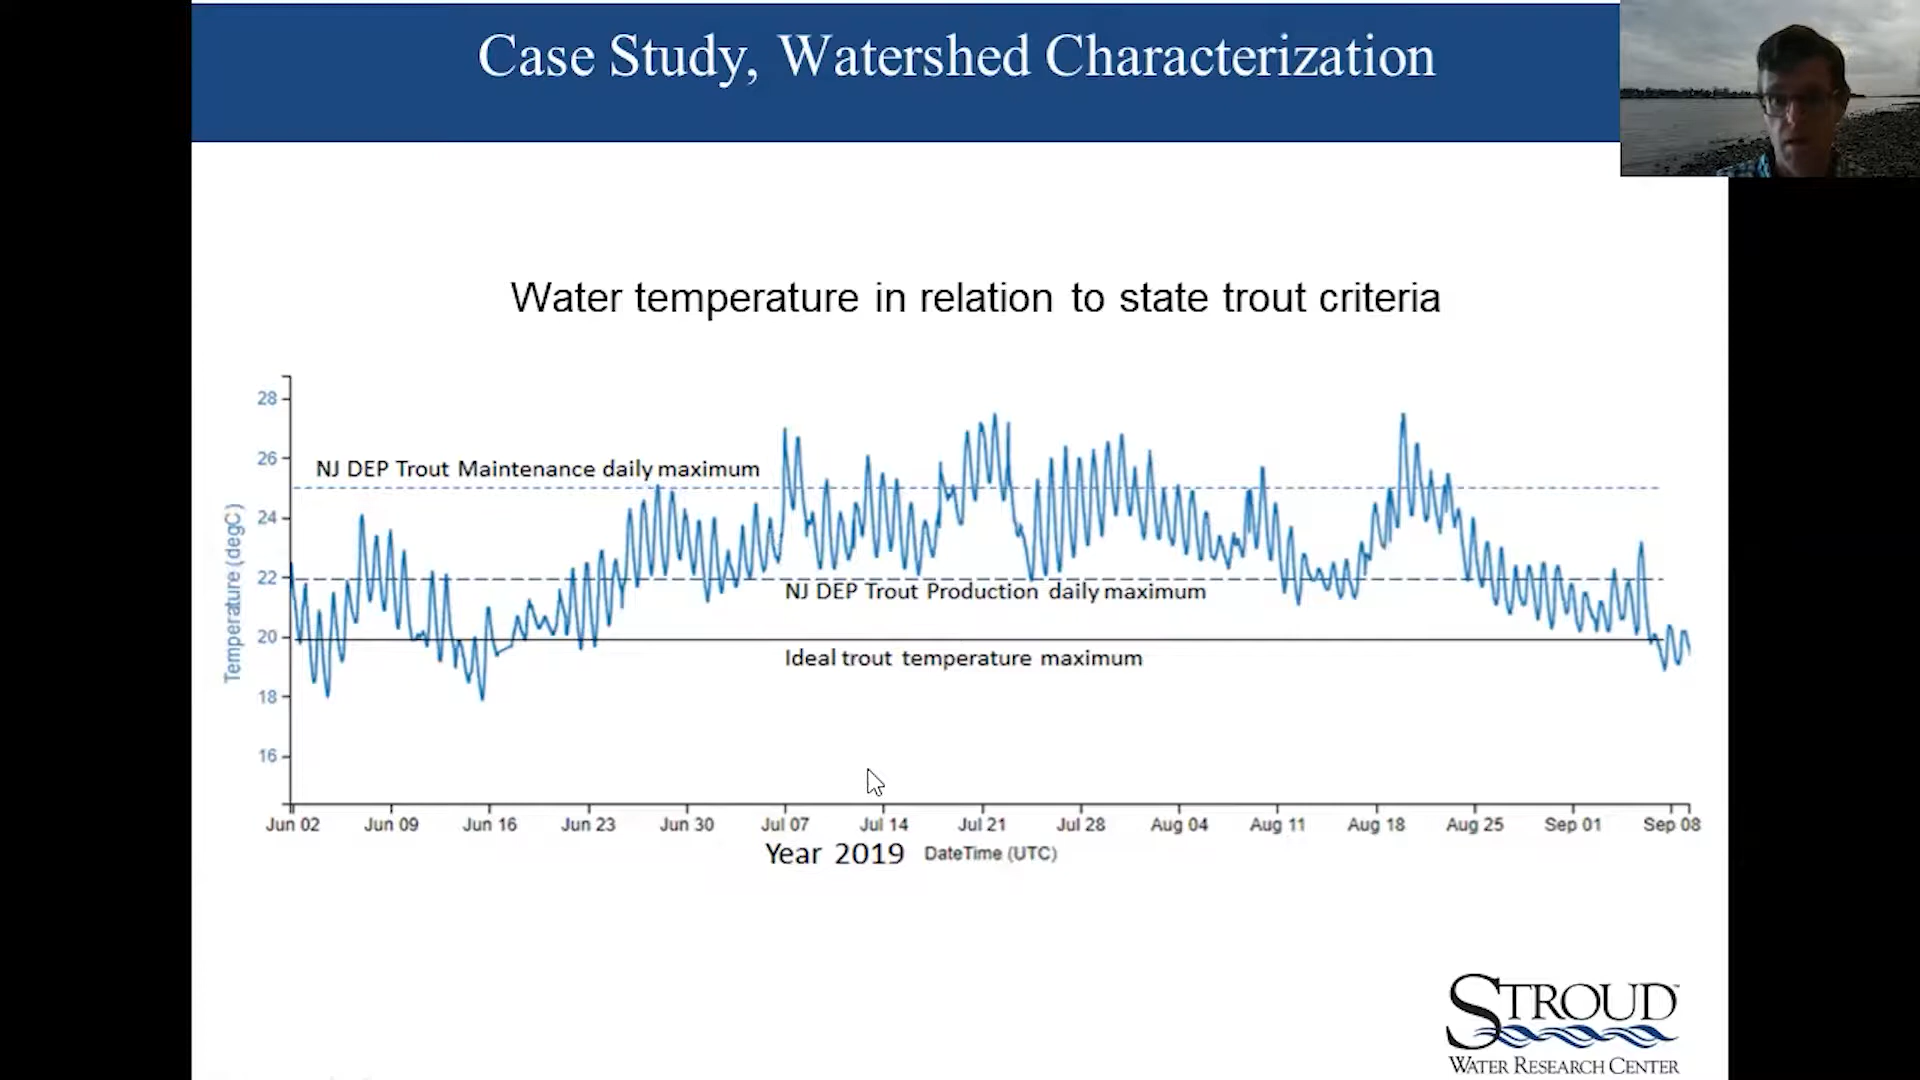 Case Study, Watershed Characterization
Water temperature in relation to state trout criteria
28
26
24
22
20
18
16
Temperature (degC)
NJ DEP Trout Maintenance daily maximum
NJ DEP Trout Production daily maximum
Ideal trout temperature maximum
Jun 02 Jun 09 Jun 16 Jun 23 Jun 30 Jul 07 Jul 14 Jul 21 Jul 28 Aug 04 Aug 11 Aug 18 Aug 25 Sep 01 Sep 08
Year 2019 DateTime (UTC)
STROUD™
WATER RESEARCH CENTER